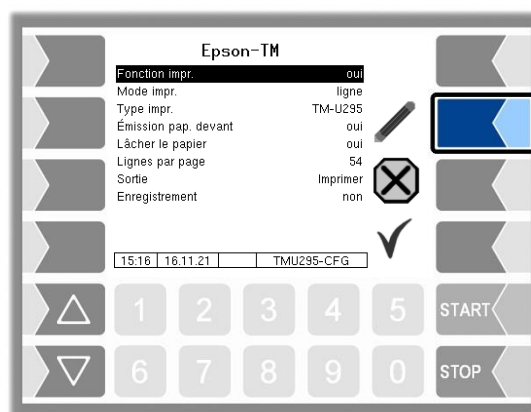 Epson-TM
Fonction impr. oui
Mode impr. ligne
Type impr. TM-U295
Émission pap. devant oui
Lâcher le papier oui
Lignes par page 54
Sortie Imprimer
Enregistrement non
15:16 16.11.21 TMU295-CFG
1 2 3 4 5 START
6 7 8 9 0 STOP